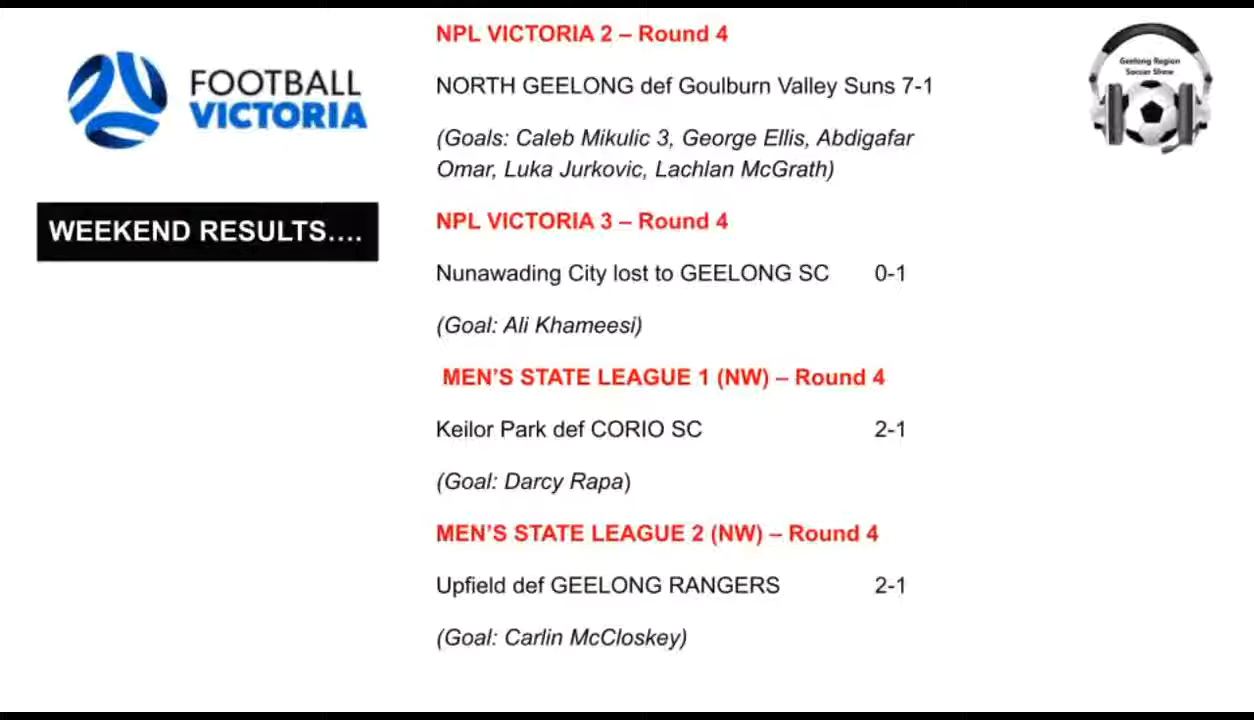 FOOTBALL
VICTORIA
WEEKEND RESULTS....
NPL VICTORIA 2 – Round 4
NORTH GEELONG def Goulburn Valley Suns 7-1
(Goals: Caleb Mikulic 3, George Ellis, Abdigafar
Omar, Luka Jurkovic, Lachlan McGrath)
NPL VICTORIA 3 – Round 4
Nunawading City lost to GEELONG SC 0-1
(Goal: Ali Khameesi)
MEN’S STATE LEAGUE 1 (NW) – Round 4
Keilor Park def CORIO SC 2-1
(Goal: Darcy Rapa)
MEN’S STATE LEAGUE 2 (NW) – Round 4
Upfield def GEELONG RANGERS 2-1
(Goal: Carlin McCloskey)
Geelong Region
Soccer Show